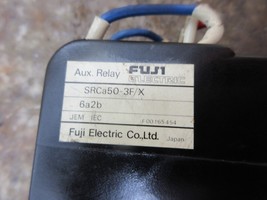 Aux. Relay FUJI
ELECTRIC
SRCa50-3F/X
6a2b
JEM IEC
Fuji Electric Co.,Ltd. Japan